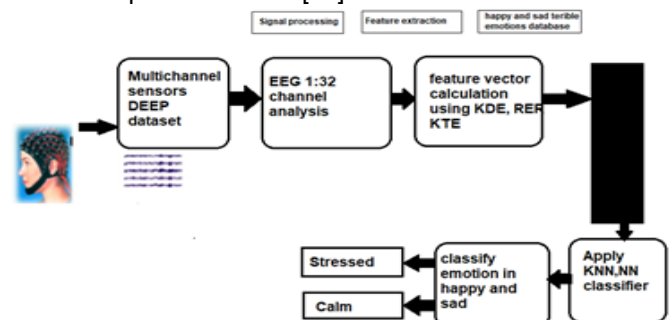 Signal processing
Feature extraction
happy and sad terible
emotions database
Multichannel
sensors
DEEP
dataset
EEG 1:32
channel
analysis
feature vector
calculation
using KDE, RER
KTE
Stressed
Calm
classify
emotion in
happy and
sad
Apply
KNN,NN
classifier